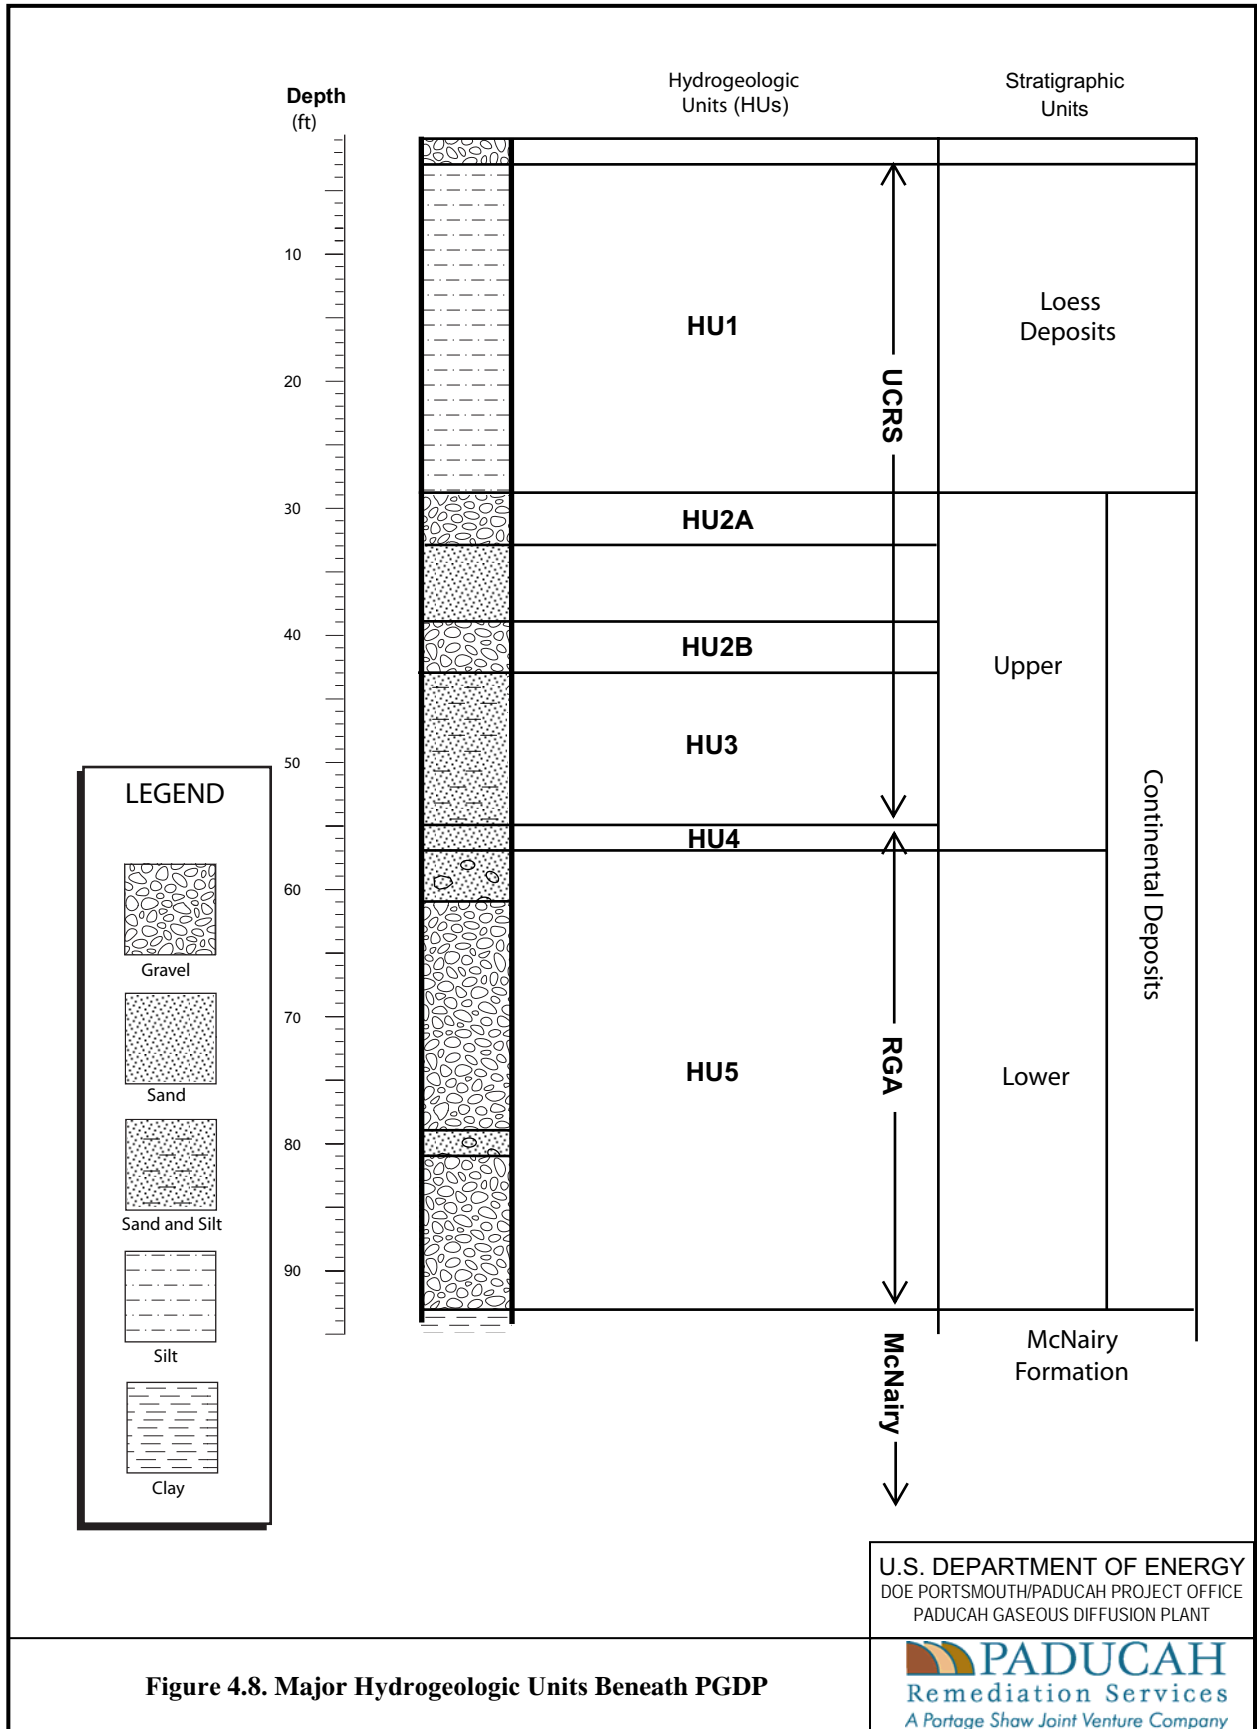 Depth
(ft)
Hydrogeologic
Units (HUs)
Stratigraphic
Units
10
20
30
40
50
60
70
80
90
HU1
HU2A
HU2B
HU3
HU4
HU5
UCRS
RGA
McNairy
Loess
Deposits
Upper
Lower
Continental Deposits
McNairy
Formation
LEGEND
Gravel
Sand
Sand and Silt
Silt
Clay
U.S. DEPARTMENT OF ENERGY
DOE PORTSMOUTH/PADUCAH PROJECT OFFICE
PADUCAH GASEOUS DIFFUSION PLANT
Figure 4.8. Major Hydrogeologic Units Beneath PGDP
PADUCAH
Remediation Services
A Portage Shaw Joint Venture Company